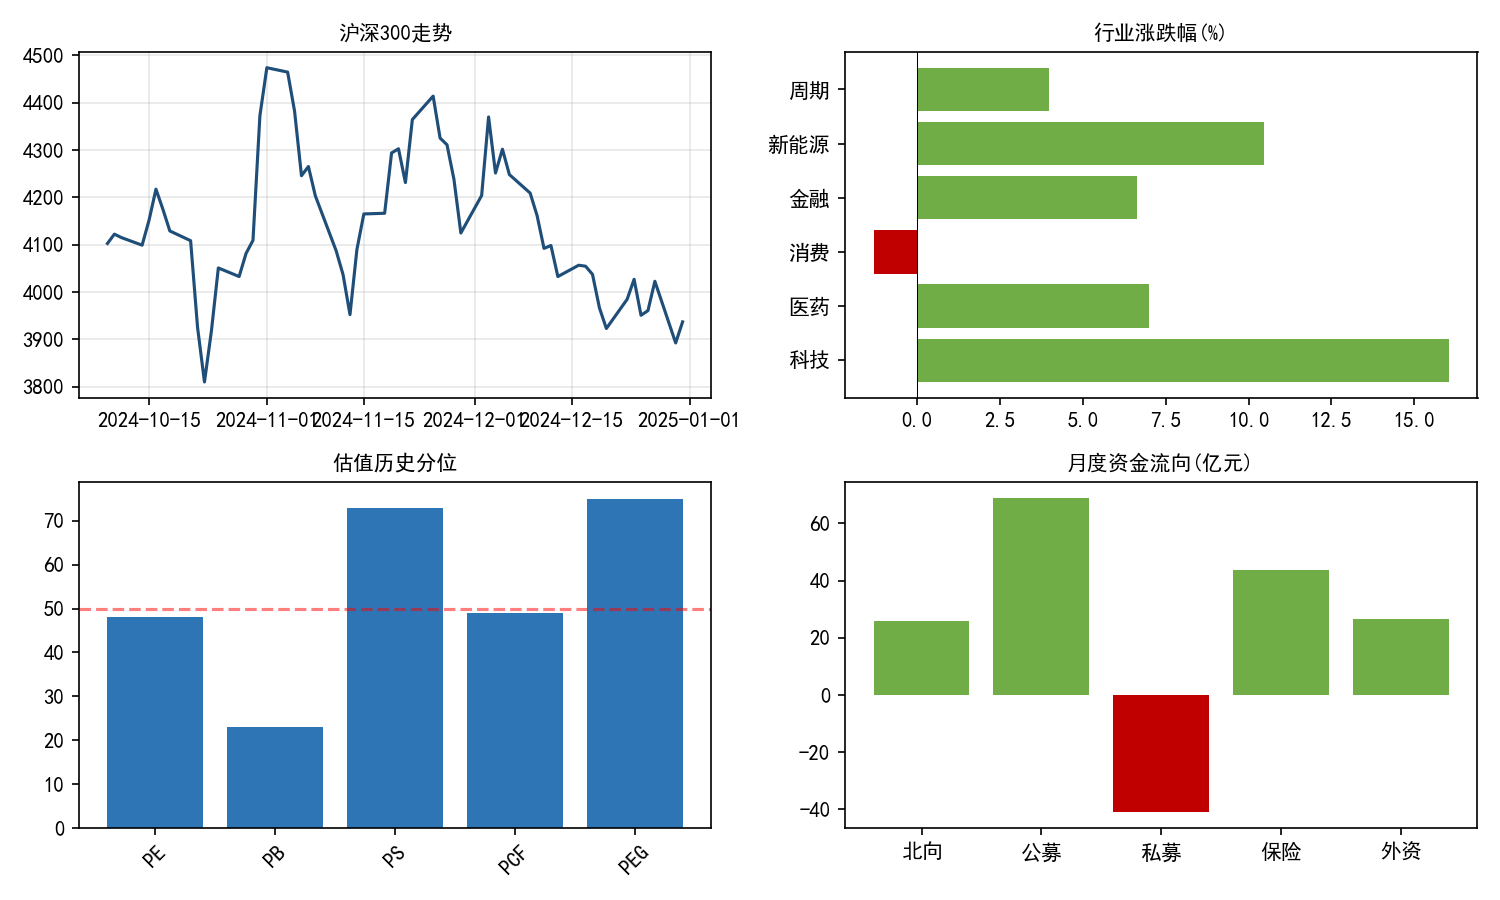 沪深300走势
4500
4400
4300
4200
4100
4000
3900
3800
2024-10-15 2024-11-01 2024-11-15 2024-12-01 2024-12-15 2025-01-01
行业涨跌幅(%)
周期
新能源
金融
消费
医药
科技
0.0 2.5 5.0 7.5 10.0 12.5 15.0
估值历史分位
70
60
50
40
30
20
10
0
PE PB PS PCF PEG
月度资金流向(亿元)
60
40
20
0
-20
-40
北向 公募 私募 保险 外资